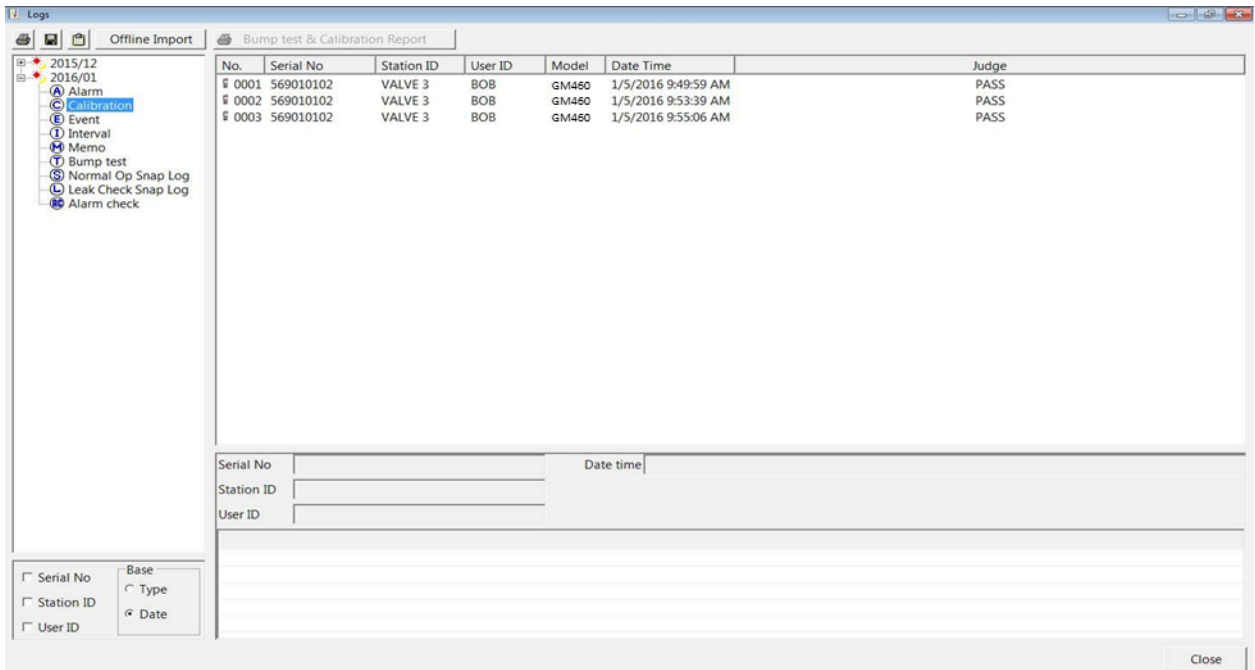 Logs
Offline Import
Bump test & Calibration Report
2015/12
2016/01
A Alarm
C Calibration
E Event
I Interval
M Memo
T Bump test
S Normal Op Snap Log
L Leak Check Snap Log
AC Alarm check
No. Serial No Station ID User ID Model Date Time Judge
0001 569010102 VALVE 3 BOB GM460 1/5/2016 9:49:59 AM PASS
0002 569010102 VALVE 3 BOB GM460 1/5/2016 9:53:39 AM PASS
0003 569010102 VALVE 3 BOB GM460 1/5/2016 9:55:06 AM PASS
Serial No Date time
Station ID
User ID
Serial No
Station ID
User ID
Base
Type
Date
Close